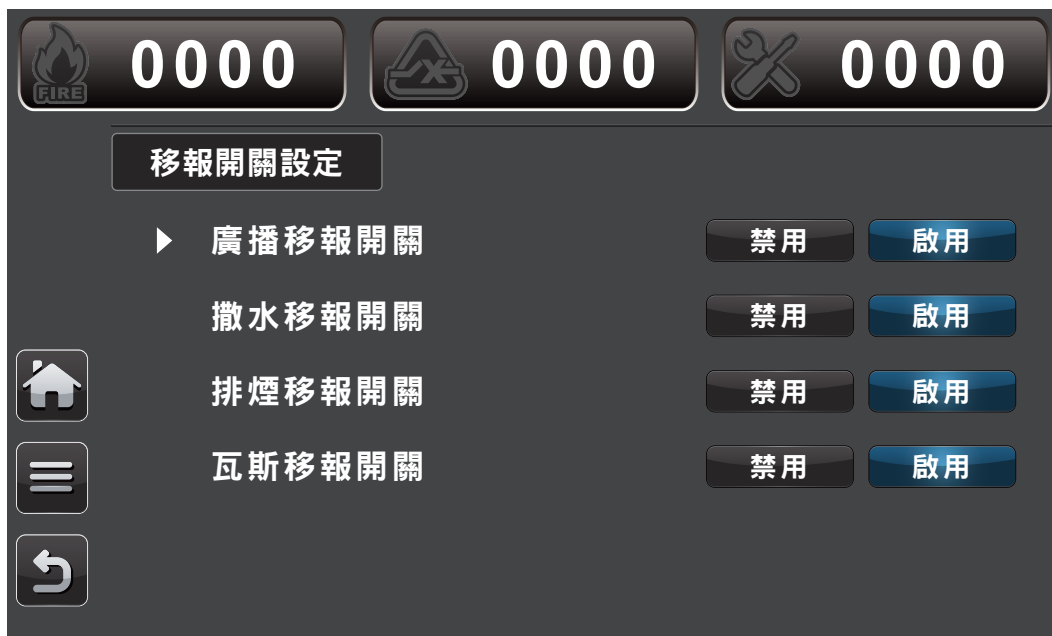 FIRE 0000 X 0000 0000
移報開關設定
廣播移報開關 禁用 啟用
撒水移報開關 禁用 啟用
排煙移報開關 禁用 啟用
瓦斯移報開關 禁用 啟用